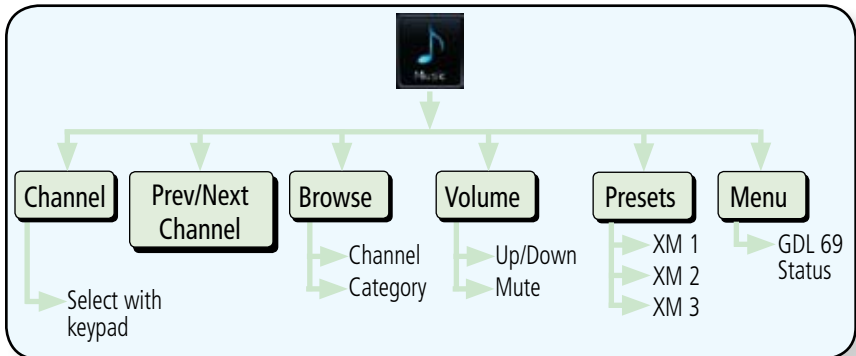 Music
Channel
Prev/Next
Channel
Browse
Volume
Presets
Menu
Select with
keypad
Channel
Category
Up/Down
Mute
XM 1
XM 2
XM 3
GDL 69
Status